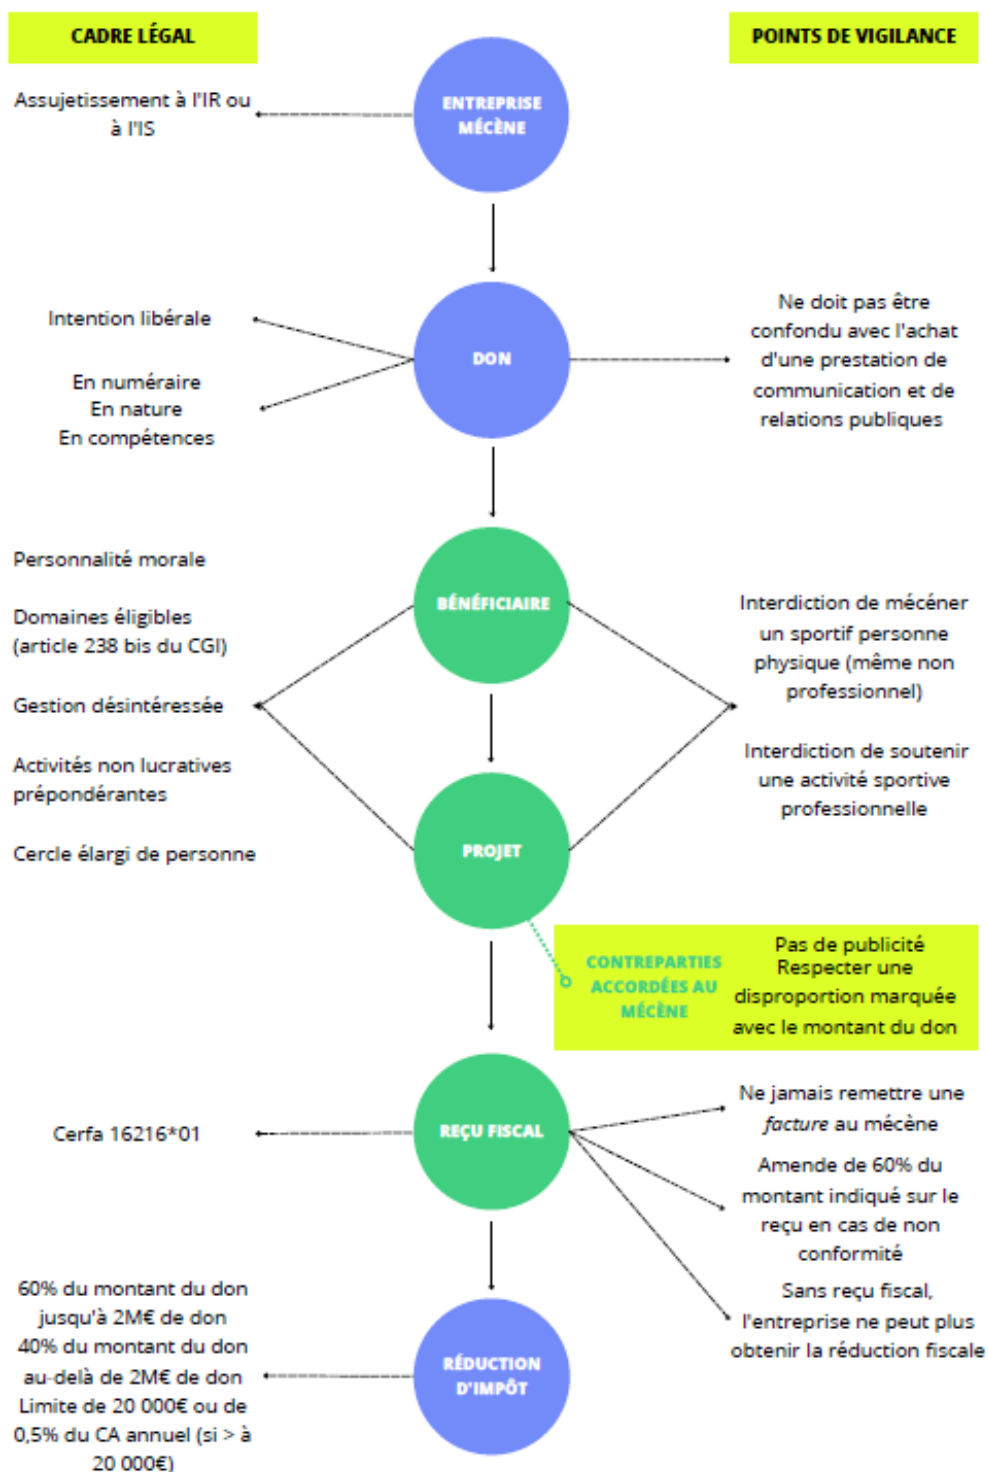 CADRE LÉGAL
POINTS DE VIGILANCE
ENTREPRISE
MÉCÈNE
Assujetissement à l'IR ou
à l'IS
DON
Intention libérale
En numéraire
En nature
En compétences
Ne doit pas être
confondu avec l'achat
d'une prestation de
communication et de
relations publiques
BÉNÉFICIAIRE
Personnalité morale
Domaines éligibles
(article 238 bis du CGI)
Gestion désintéressée
Activités non lucratives
prépondérantes
Cercle élargi de personne
Interdiction de mécéner
un sportif personne
physique (même non
professionnel)
Interdiction de soutenir
une activité sportive
professionnelle
PROJET
CONTREPARTIES
ACCORDÉES AU
MÉCÈNE
Pas de publicité
Respecter une
disproportion marquée
avec le montant du don
REÇU FISCAL
Cerfa 16216*01
Ne jamais remettre une
facture au mécène
Amende de 60% du
montant indiqué sur le
reçu en cas de non
conformité
Sans reçu fiscal,
l'entreprise ne peut plus
obtenir la réduction fiscale
RÉDUCTION
D'IMPÔT
60% du montant du don
jusqu'à 2M€ de don
40% du montant du don
au-delà de 2M€ de don
Limite de 20 000€ ou de
0,5% du CA annuel (si > à
20 000€)